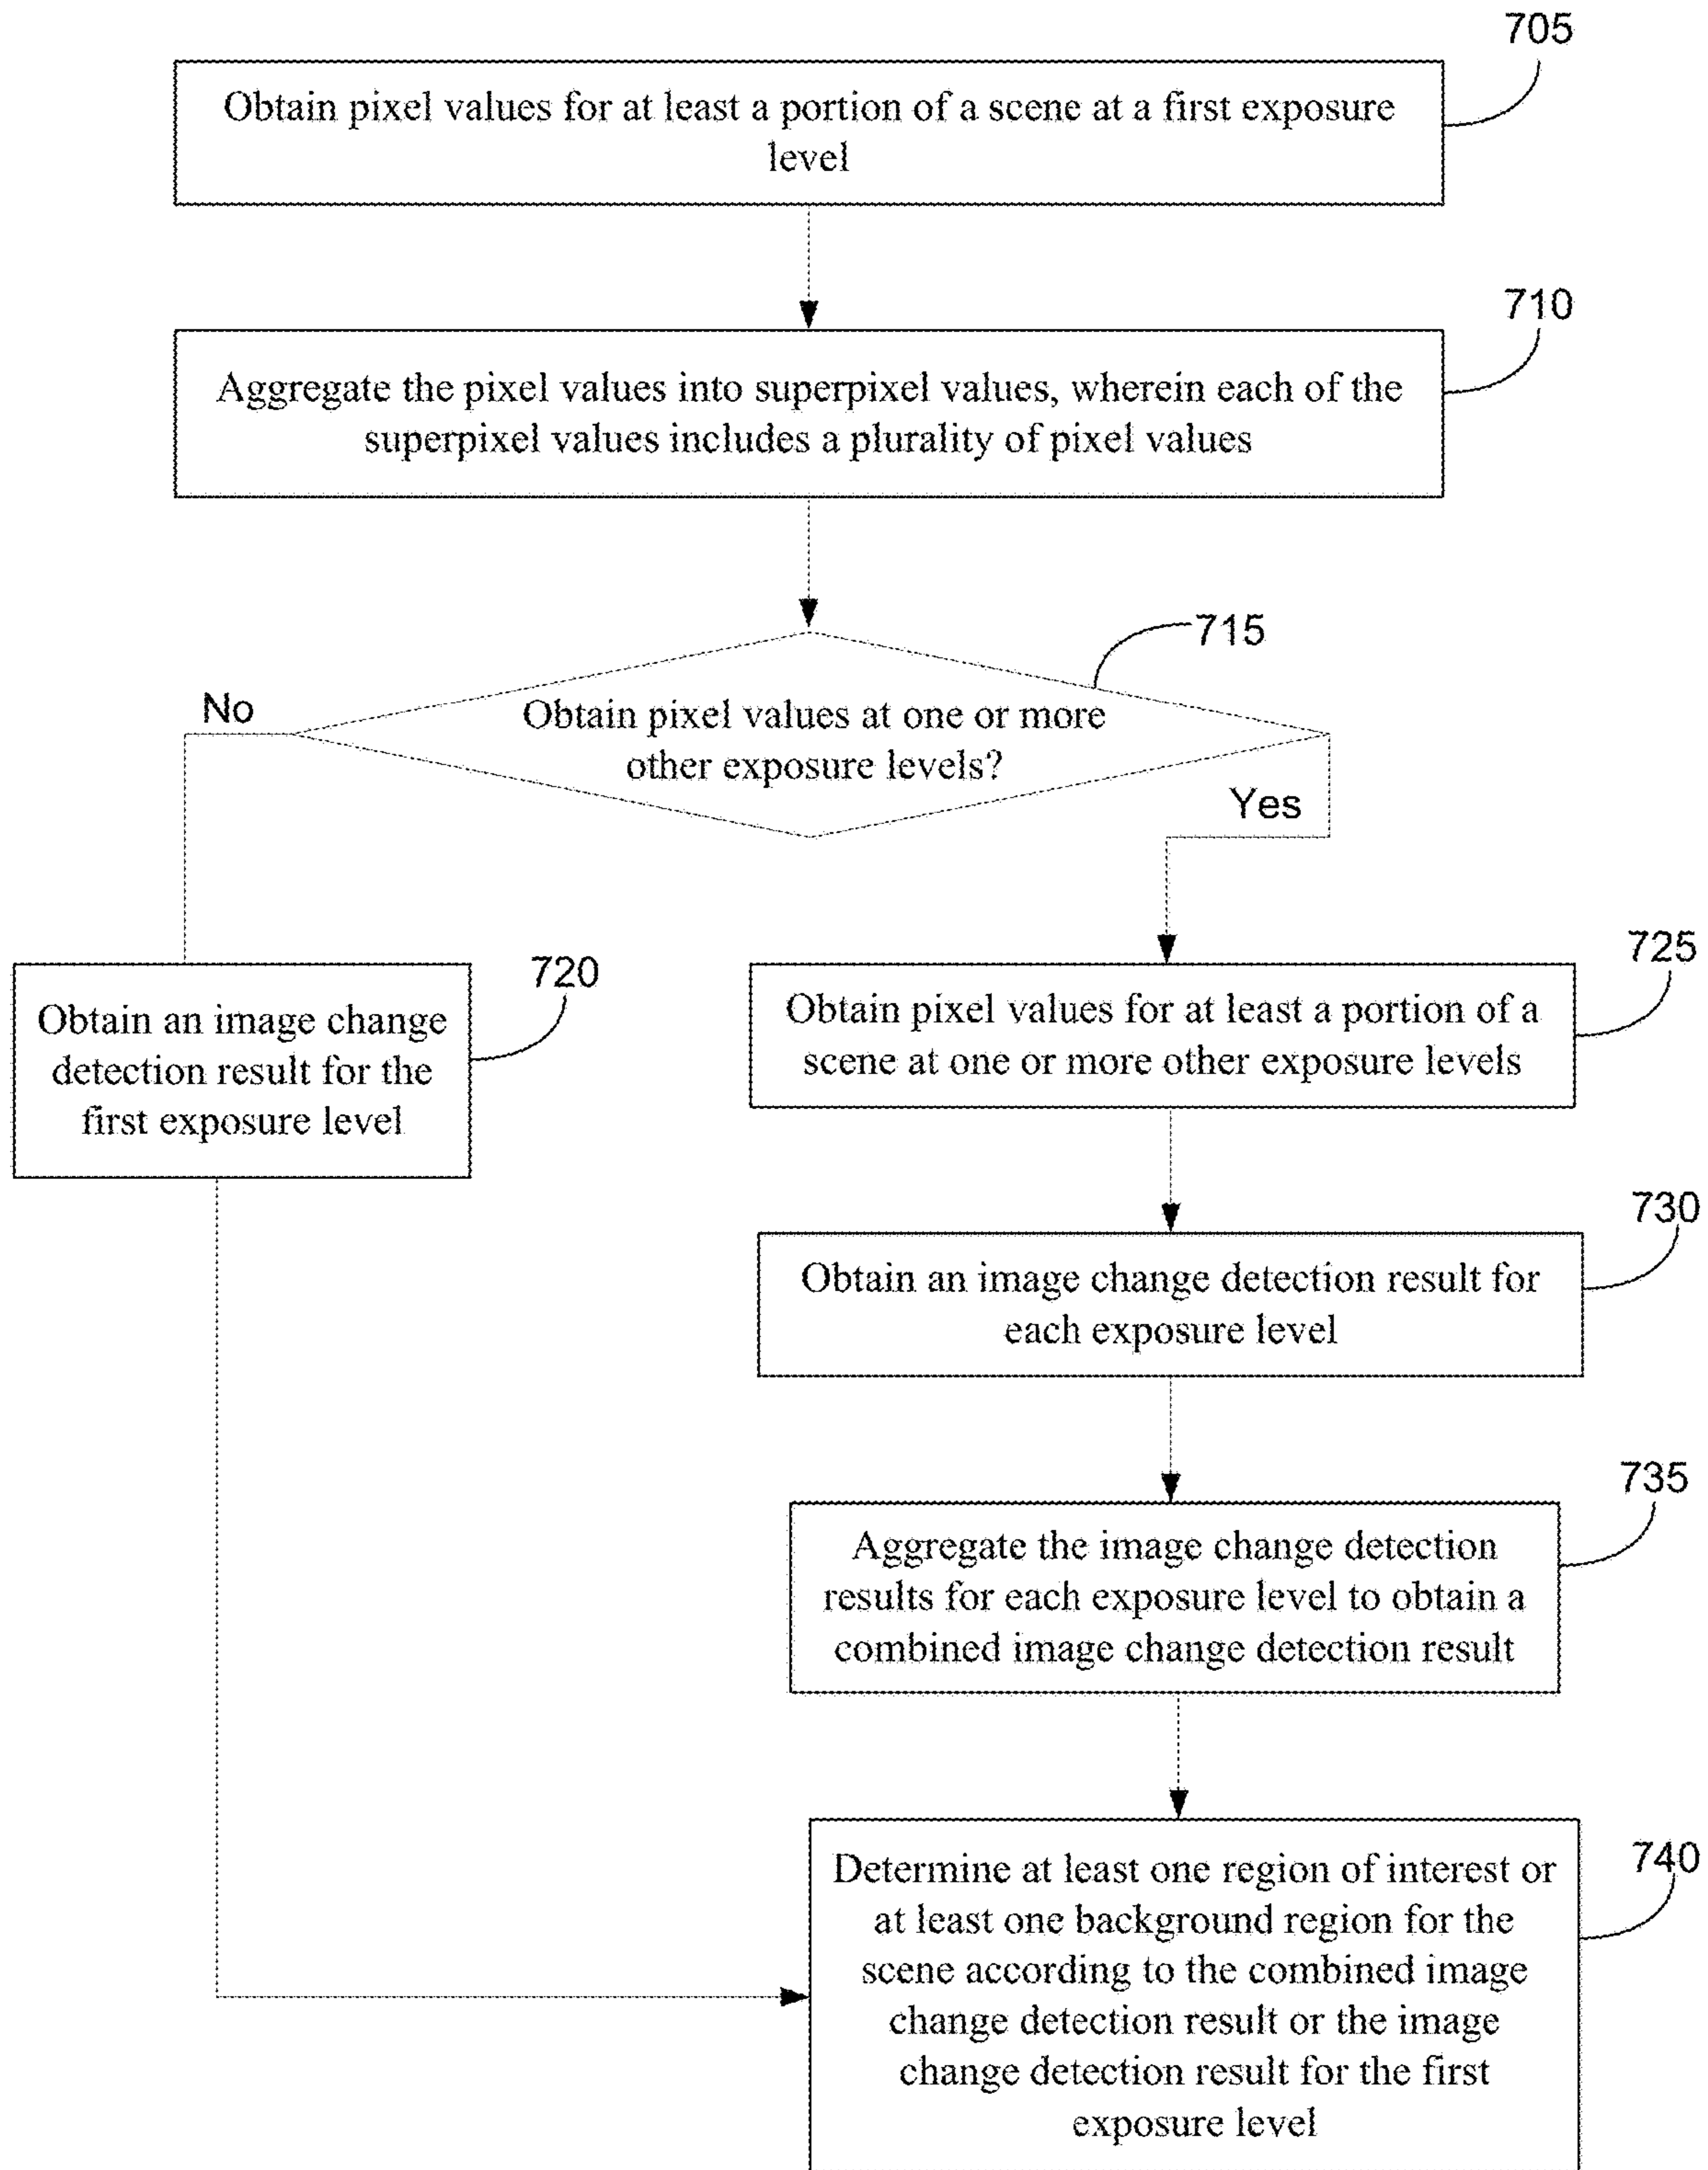 705
Obtain pixel values for at least a portion of a scene at a first exposure
level
710
Aggregate the pixel values into superpixel values, wherein each of the
superpixel values includes a plurality of pixel values
715
No
Obtain pixel values at one or more
other exposure levels?
Yes
720
Obtain an image change
detection result for the
first exposure level
725
Obtain pixel values for at least a portion of a
scene at one or more other exposure levels
730
Obtain an image change detection result for
each exposure level
735
Aggregate the image change detection
results for each exposure level to obtain a
combined image change detection result
740
Determine at least one region of interest or
at least one background region for the
scene according to the combined image
change detection result or the image
change detection result for the first
exposure level